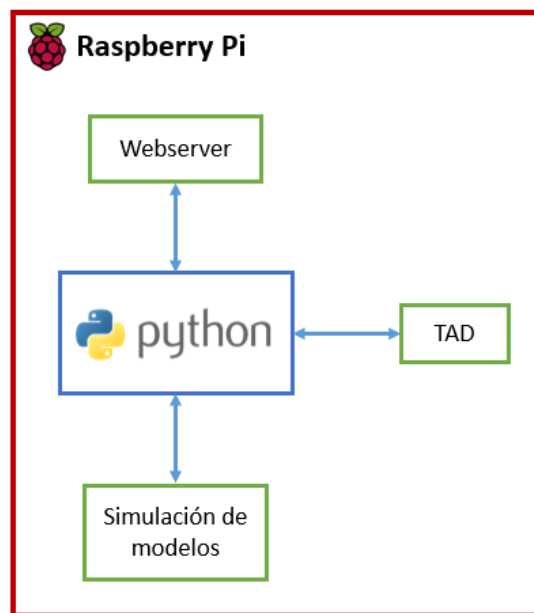 Raspberry Pi
Webserver
python
TAD
Simulación de
modelos